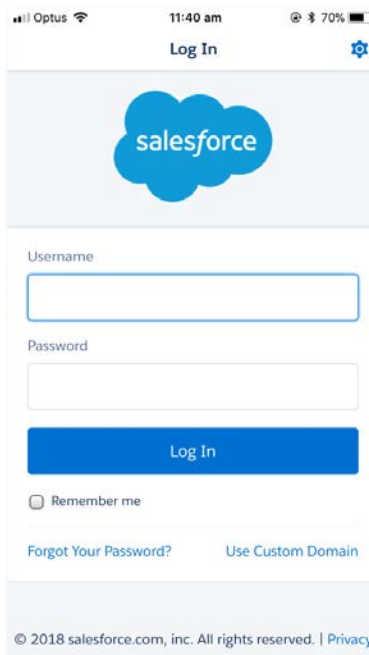 Optus 11:40 am 70%
Log In
salesforce
Username
Password
Log In
Remember me
Forgot Your Password? Use Custom Domain
© 2018 salesforce.com, inc. All rights reserved. | Privacy